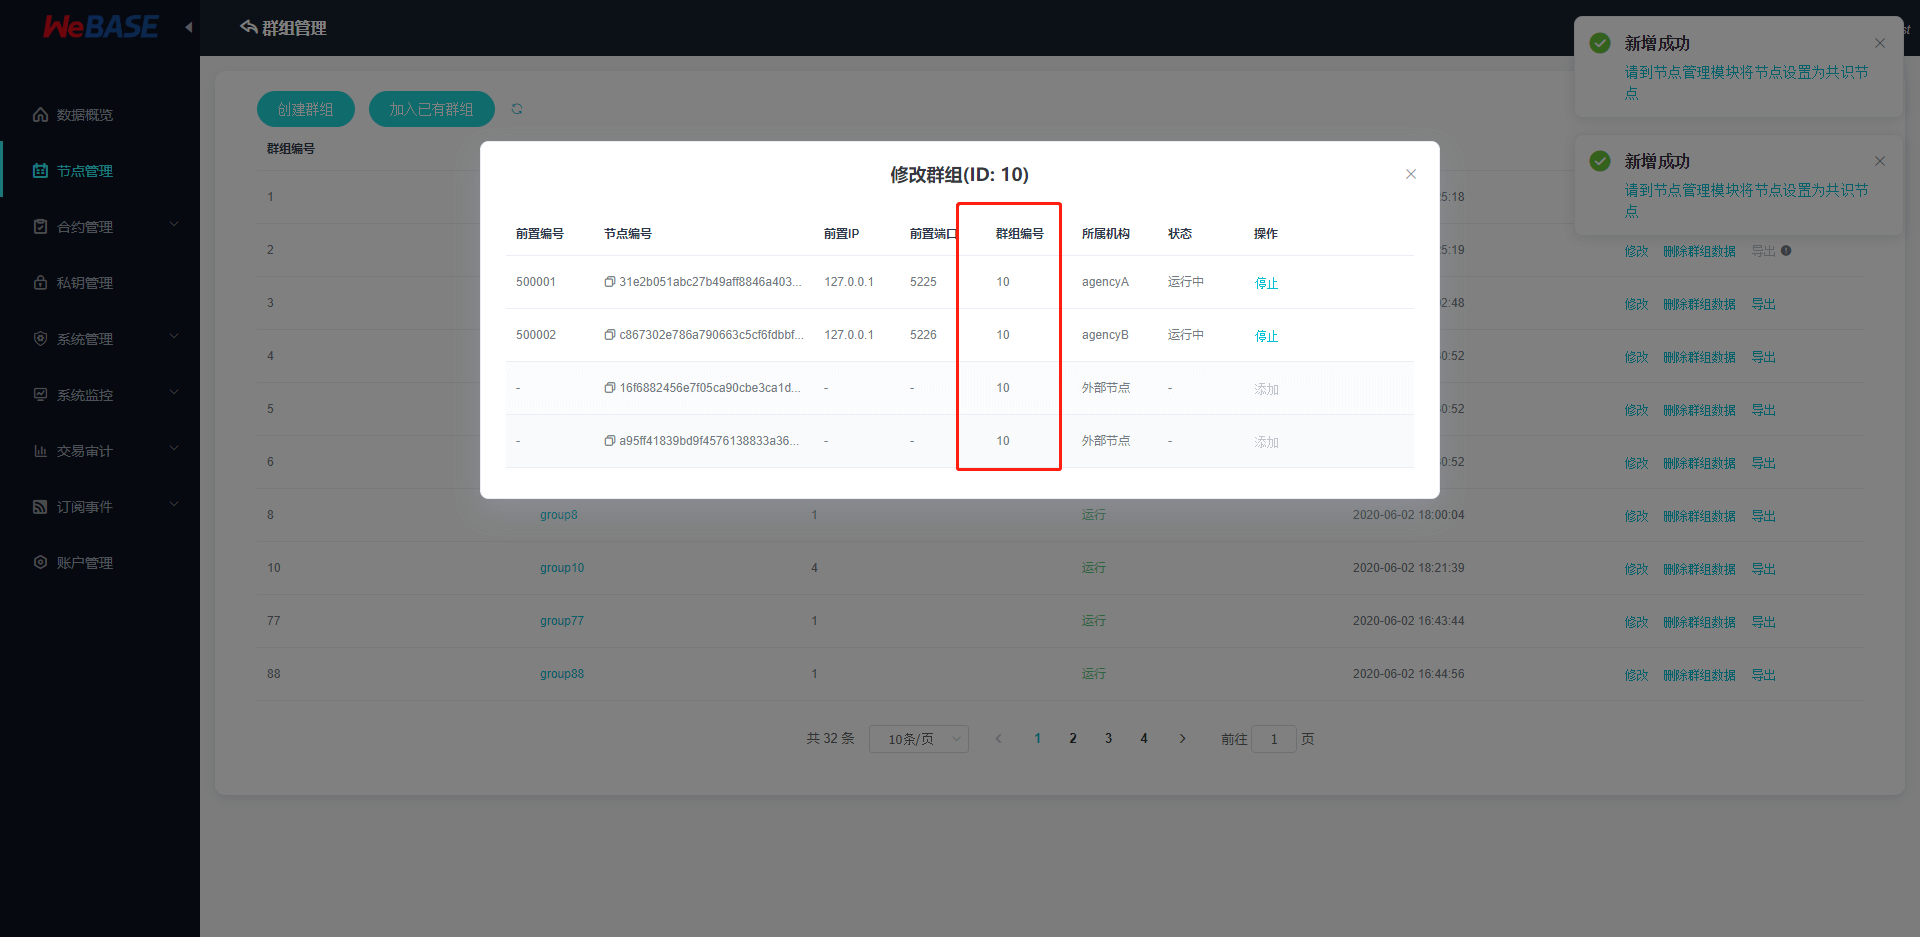 WeBASE
群组管理
st
数据概览
节点管理
合约管理
私钥管理
系统管理
系统监控
交易审计
订阅事件
账户管理
新增成功
请到节点管理模块将节点设置为共识节
点
新增成功
请到节点管理模块将节点设置为共识节
点
创建群组 加入已有群组
群组编号
修改群组(ID: 10)
前置编号 节点编号 前置IP 前置端口 群组编号 所属机构 状态 操作
500001 31e2b051abc27b49aff8846a403... 127.0.0.1 5225 10 agencyA 运行中 停止
500002 c867302e786a790663c5cf6fdbbf... 127.0.0.1 5226 10 agencyB 运行中 停止
- 16f6882456e7f05ca90cbe3ca1d... - - 10 外部节点 - 添加
- a95ff41839bd9f4576138833a36... - - 10 外部节点 - 添加
1 5:18
2 5:19 修改 删除群组数据 导出
3 2:48 修改 删除群组数据 导出
4 0:52 修改 删除群组数据 导出
5 0:52 修改 删除群组数据 导出
6 0:52 修改 删除群组数据 导出
8 group8 1 运行 2020-06-02 18:00:04 修改 删除群组数据 导出
10 group10 4 运行 2020-06-02 18:21:39 修改 删除群组数据 导出
77 group77 1 运行 2020-06-02 16:43:44 修改 删除群组数据 导出
88 group88 1 运行 2020-06-02 16:44:56 修改 删除群组数据 导出
共 32 条 10条/页 1 2 3 4 前往 1 页